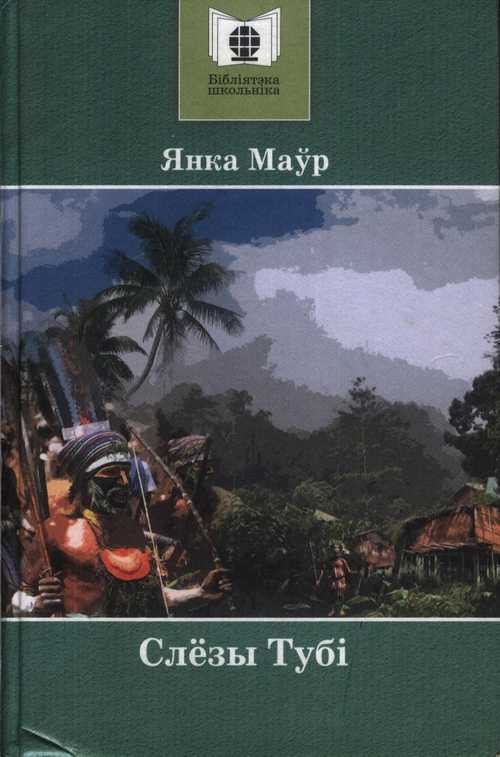 Бібліятэка
школьніка
Янка Маўр
Слёзы Тубі